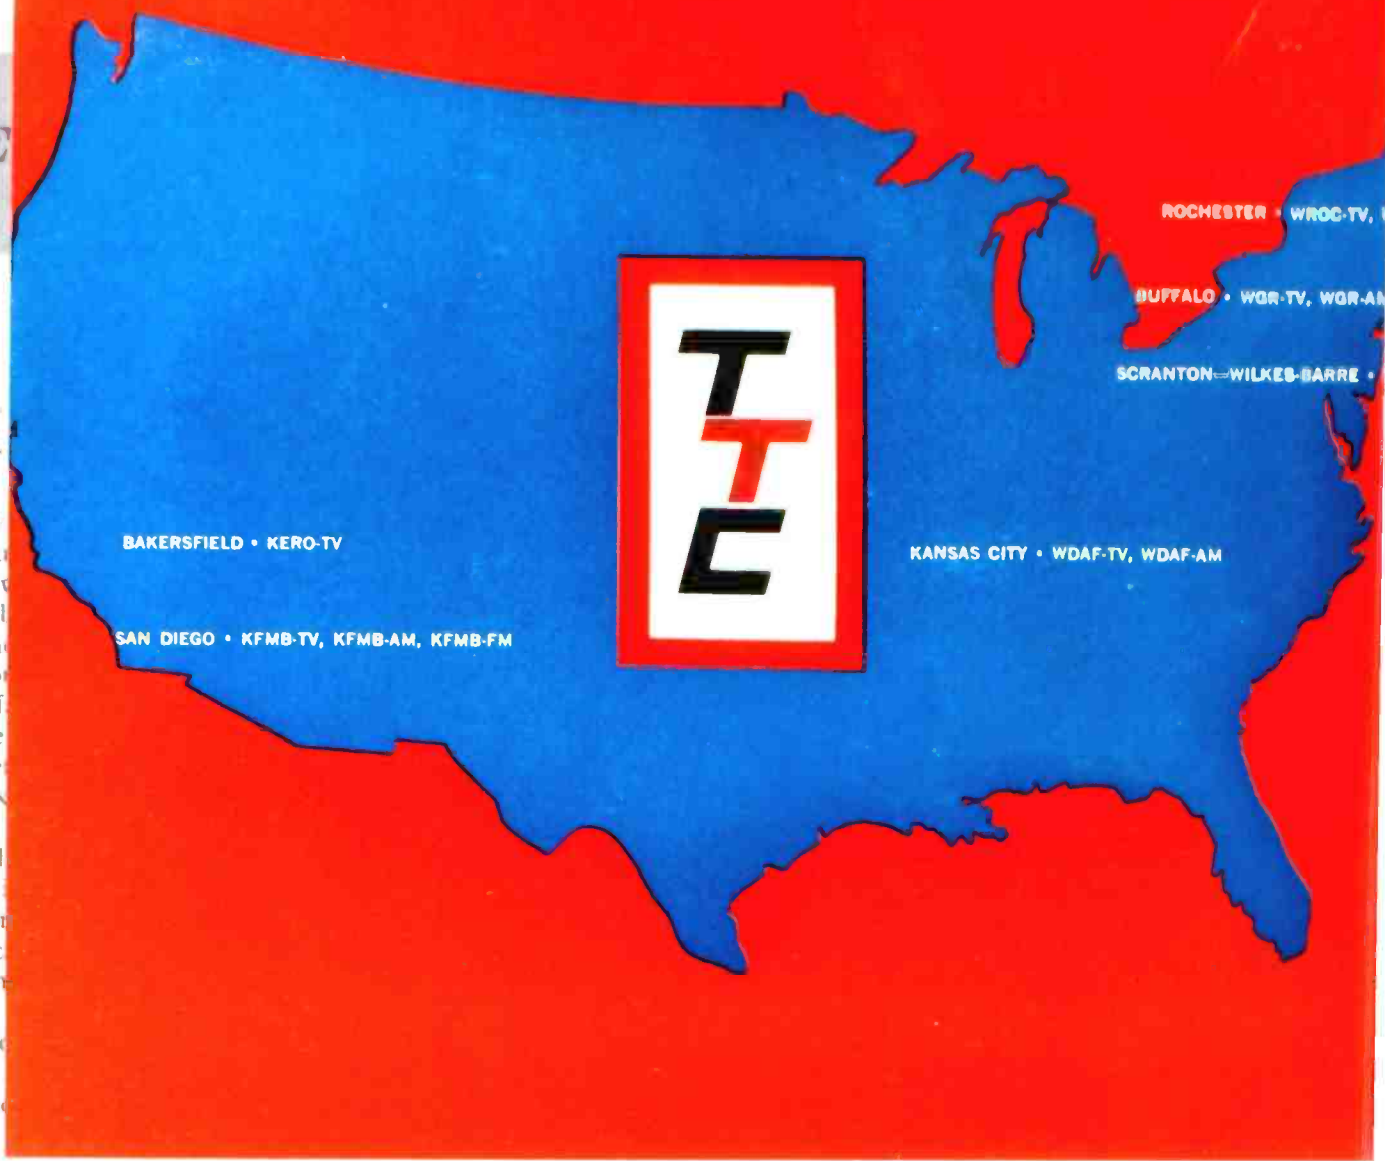 ROCHESTER • WROC-TV,
BUFFALO • WGR-TV, WGR-AM
SCRANTON—WILKES-BARRE •
T
T
C
BAKERSFIELD • KERO-TV
KANSAS CITY • WDAF-TV, WDAF-AM
SAN DIEGO • KFMB-TV, KFMB-AM, KFMB-FM